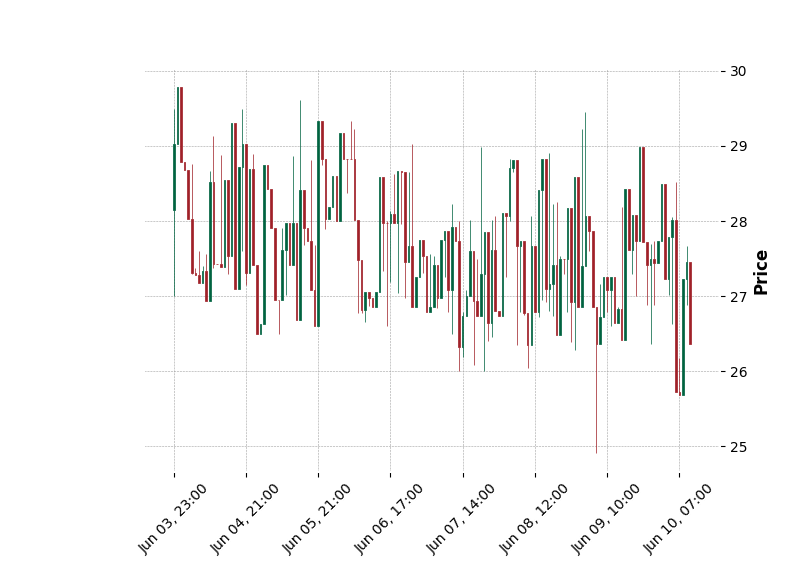 30
29
28
27
26
25
Price
Jun 03, 23:00
Jun 04, 21:00
Jun 05, 21:00
Jun 06, 17:00
Jun 07, 14:00
Jun 08, 12:00
Jun 09, 10:00
Jun 10, 07:00